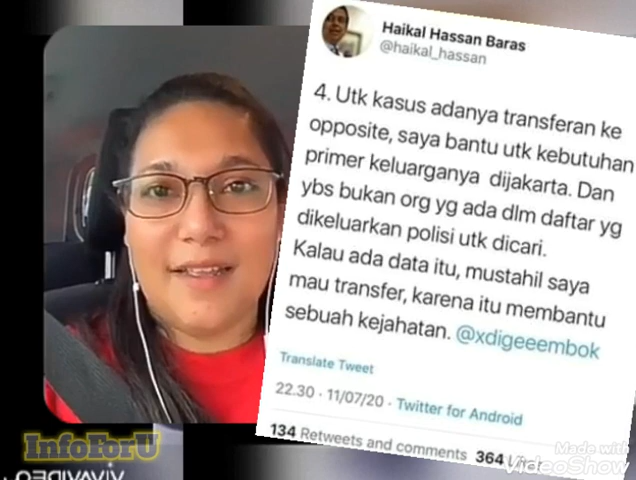 Haikal Hassan Baras
@haikal_hassan
4. Utk kasus adanya transferan ke
opposite, saya bantu utk kebutuhan
primer keluarganya dijakarta. Dan
ybs bukan org yg ada dlm daftar yg
dikeluarkan polisi utk dicari.
Kalau ada data itu, mustahil saya
mau transfer, karena itu membantu
sebuah kejahatan. @xdigeeembok
Translate Tweet
22.30 · 11/07/20 · Twitter for Android
134 Retweets and comments 364
InfoForU
Made with
VideoShow
VIVAVIDEO